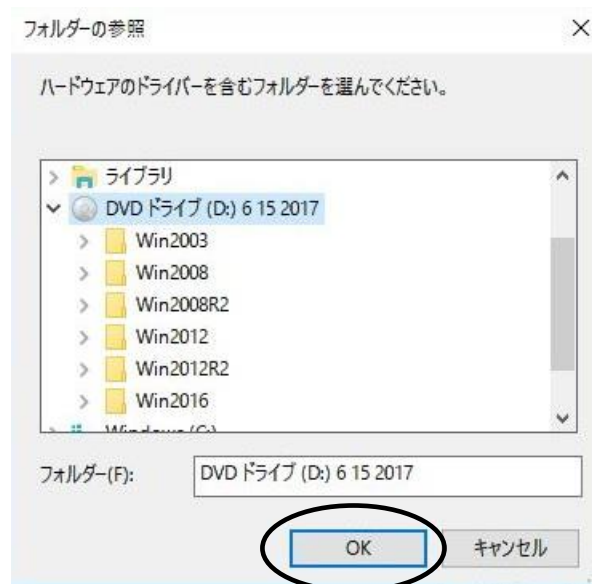 フォルダーの参照
ハードウェアのドライバーを含むフォルダーを選んでください。
ライブラリ
DVD ドライブ (D:) 6 15 2017
Win2003
Win2008
Win2008R2
Win2012
Win2012R2
Win2016
Windows (C:)
フォルダー(F): DVD ドライブ (D:) 6 15 2017
OK キャンセル